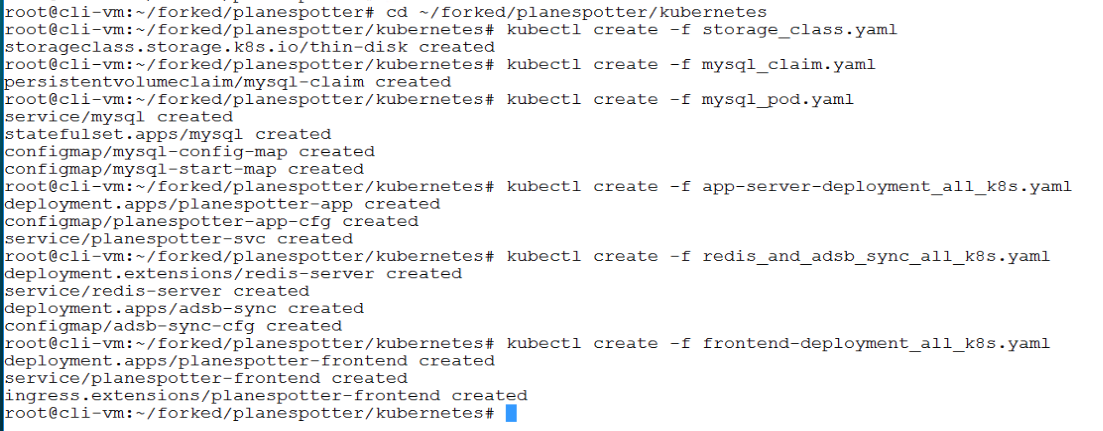 root@cli-vm:~/forked/planespotter# cd ~/forked/planespotter/kubernetes
root@cli-vm:~/forked/planespotter/kubernetes# kubectl create -f storage_class.yaml
storageclass.storage.k8s.io/thin-disk created
root@cli-vm:~/forked/planespotter/kubernetes# kubectl create -f mysql_claim.yaml
persistentvolumeclaim/mysql-claim created
root@cli-vm:~/forked/planespotter/kubernetes# kubectl create -f mysql_pod.yaml
service/mysql created
statefulset.apps/mysql created
configmap/mysql-config-map created
configmap/mysql-start-map created
root@cli-vm:~/forked/planespotter/kubernetes# kubectl create -f app-server-deployment_all_k8s.yaml
deployment.apps/planespotter-app created
configmap/planespotter-app-cfg created
service/planespotter-svc created
root@cli-vm:~/forked/planespotter/kubernetes# kubectl create -f redis_and_adsb_sync_all_k8s.yaml
deployment.extensions/redis-server created
service/redis-server created
deployment.apps/adsb-sync created
configmap/adsb-sync-cfg created
root@cli-vm:~/forked/planespotter/kubernetes# kubectl create -f frontend-deployment_all_k8s.yaml
deployment.apps/planespotter-frontend created
service/planespotter-frontend created
ingress.extensions/planespotter-frontend created
root@cli-vm:~/forked/planespotter/kubernetes#